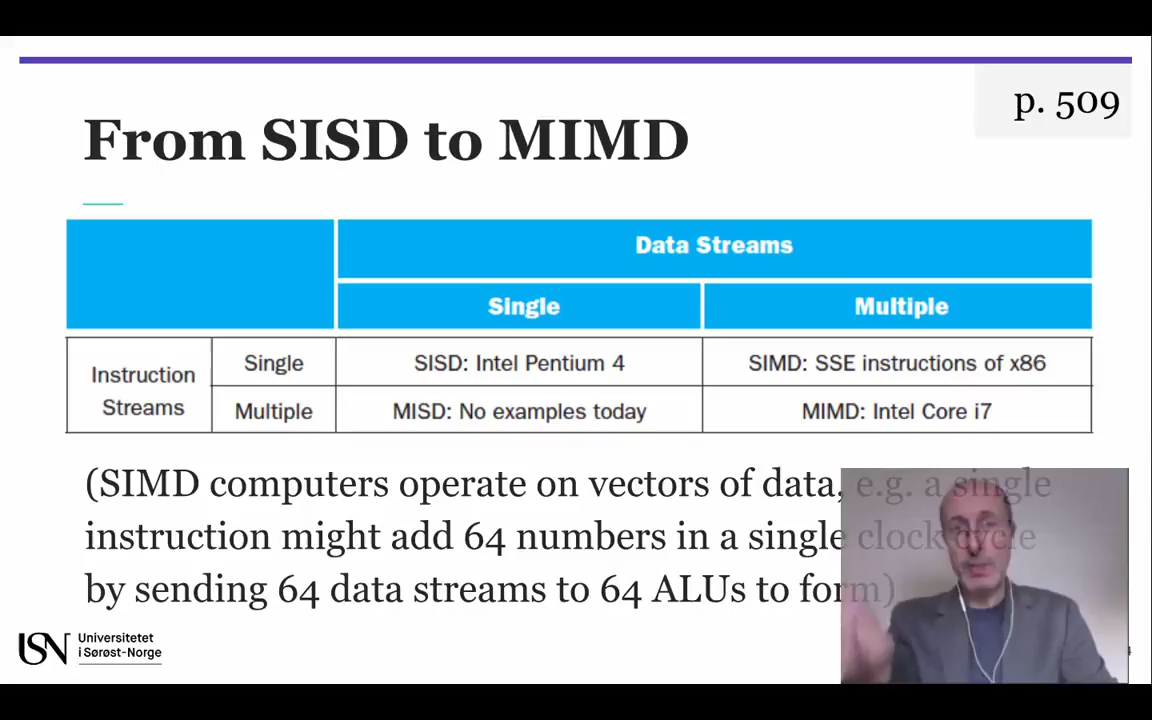 p. 509
From SISD to MIMD
Data Streams
Single Multiple
Instruction Streams
Single SISD: Intel Pentium 4 SIMD: SSE instructions of x86
Multiple MISD: No examples today MIMD: Intel Core i7
(SIMD computers operate on vectors of data, e.g. a single
instruction might add 64 numbers in a single clock cycle
by sending 64 data streams to 64 ALUs to form)
USN Universitetet
i Sørøst-Norge